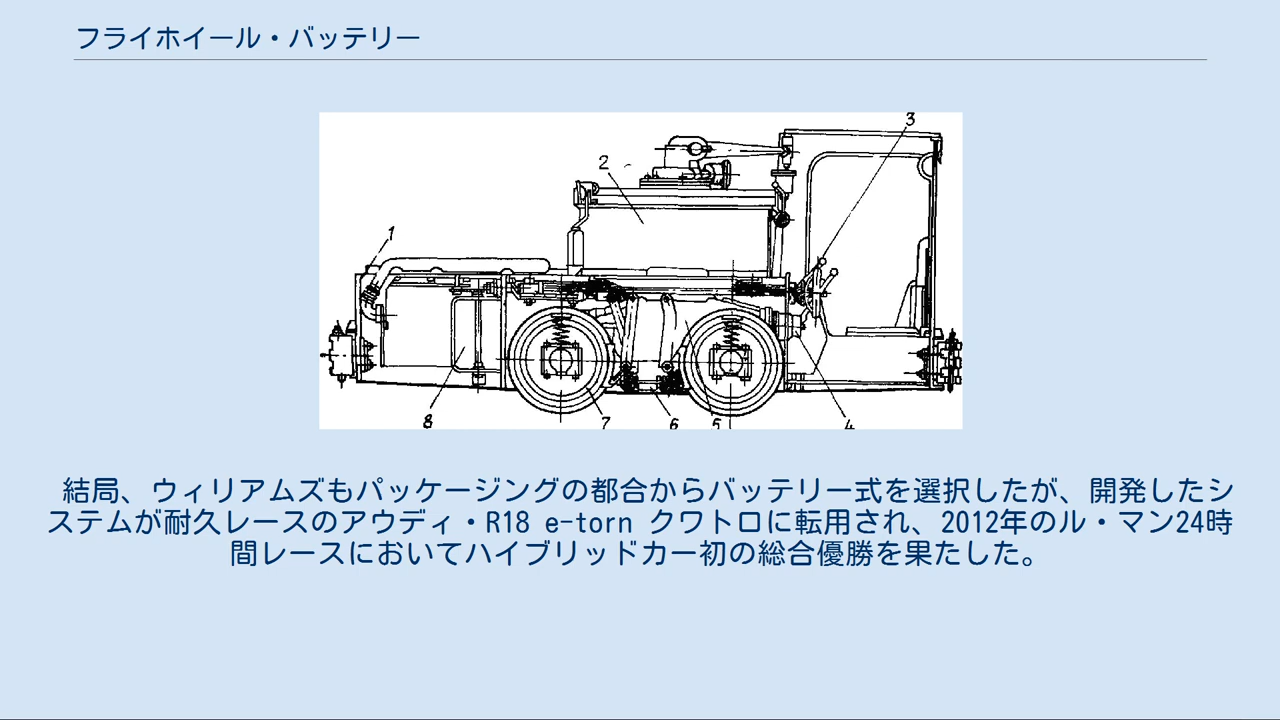 フライホイール・バッテリー
3
2
1
8
7
6
5
4
結局、ウィリアムズもパッケージングの都合からバッテリー式を選択したが、開発したシ
ステムが耐久レースのアウディ・R18 e-torn クワトロに転用され、2012年のル・マン24時
間レースにおいてハイブリッドカー初の総合優勝を果たした。